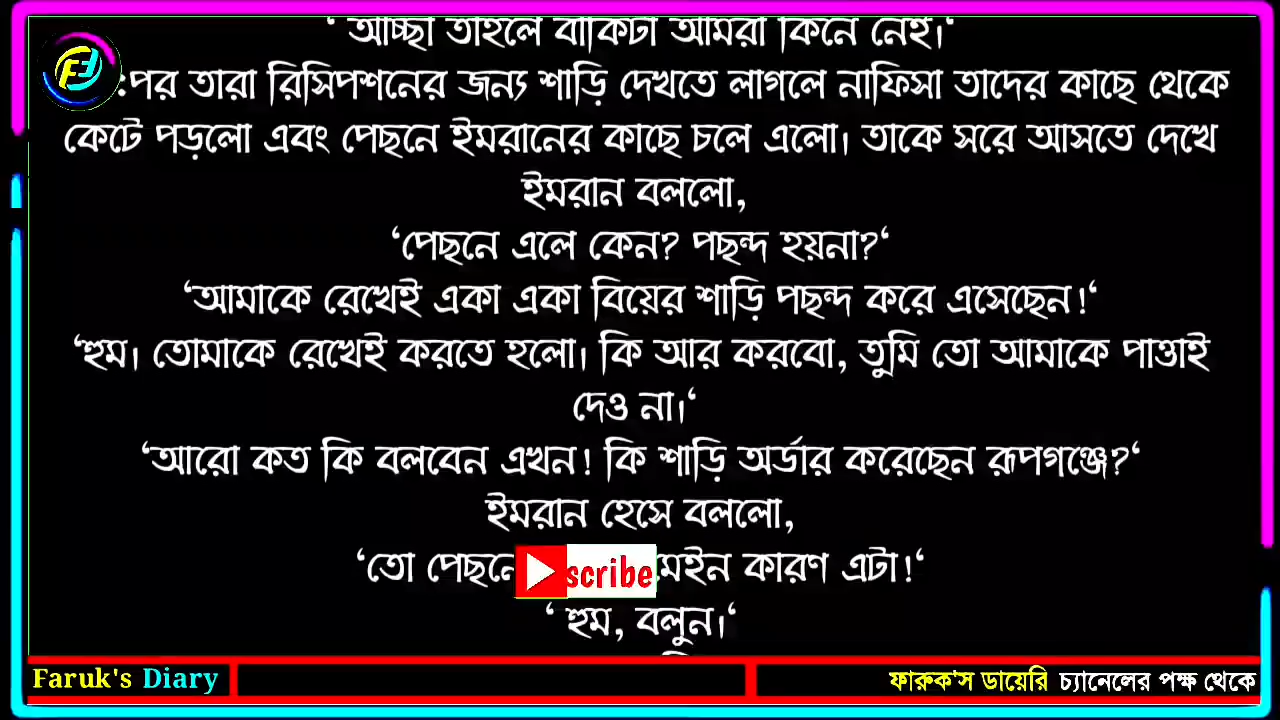 ‘ আচ্ছা তাহলে বাকিটা আমরা কিনে নেই।‘
:পর তারা রিসিপশনের জন্য শাড়ি দেখতে লাগলে নাফিসা তাদের কাছে থেকে
কেটে পড়লো এবং পেছনে ইমরানের কাছে চলে এলো। তাকে সরে আসতে দেখে
ইমরান বললো,
‘পেছনে এলে কেন? পছন্দ হয়না?‘
‘আমাকে রেখেই একা একা বিয়ের শাড়ি পছন্দ করে এসেছেন!‘
‘হুম। তোমাকে রেখেই করতে হলো। কি আর করবো, তুমি তো আমাকে পাত্তাই
দেও না।‘
‘আরো কত কি বলবেন এখন! কি শাড়ি অর্ডার করেছেন রূপগঞ্জে?‘
ইমরান হেসে বললো,
‘তো পেছনে scribe মেইন কারণ এটা!‘
‘ হুম, বলুন।‘
Faruk's Diary
ফারুক'স ডায়েরি চ্যানেলের পক্ষ থেকে